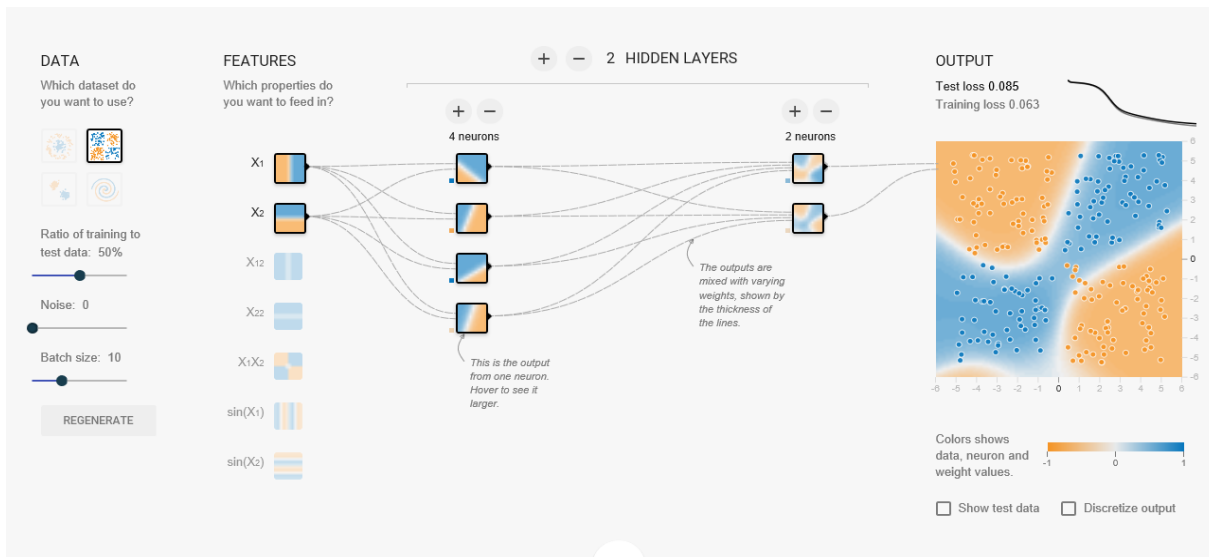 DATA
Which dataset do
you want to use?
Ratio of training to
test data: 50%
Noise: 0
Batch size: 10
REGENERATE
FEATURES
Which properties do
you want to feed in?
X1
X2
X12
X22
X1X2
sin(X1)
sin(X2)
+ − 2 HIDDEN LAYERS
+ −
4 neurons
+ −
2 neurons
This is the output
from one neuron.
Hover to see it
larger.
The outputs are
mixed with varying
weights, shown by
the thickness of
the lines.
OUTPUT
Test loss 0.085
Training loss 0.063
6
5
4
3
2
1
0
-1
-2
-3
-4
-5
-6
-6 -5 -4 -3 -2 -1 0 1 2 3 4 5 6
Colors shows
data, neuron and
weight values.
-1 0 1
Show test data
Discretize output